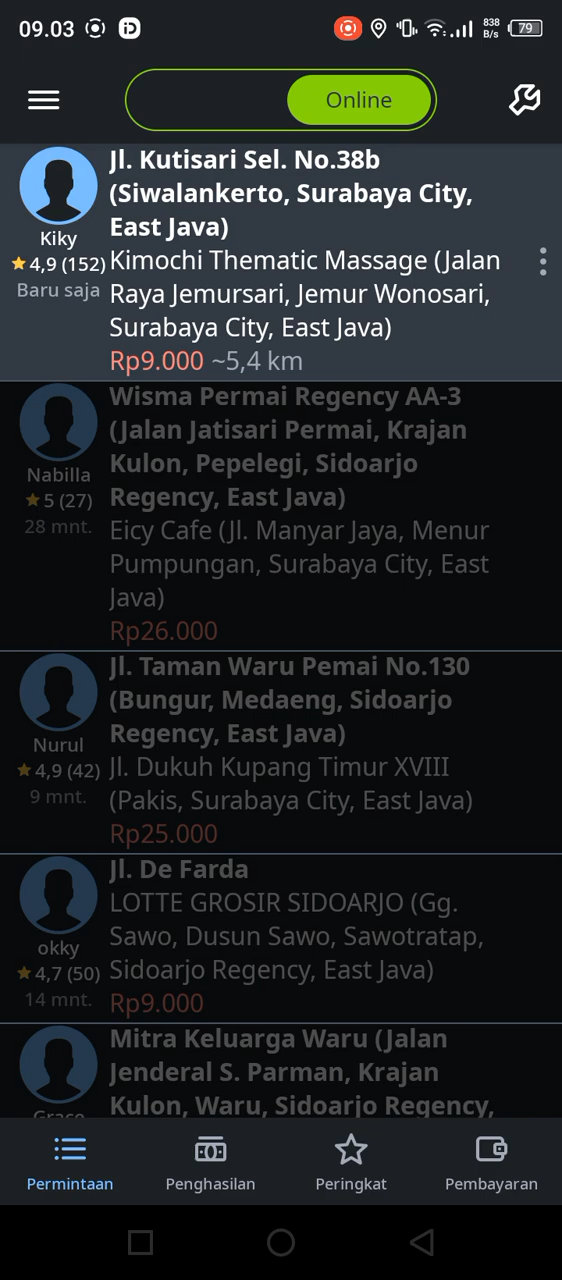 09.03
838
B/s
79
Online
Jl. Kutisari Sel. No.38b
(Siwalankerto, Surabaya City,
East Java)
Kiky
4,9 (152)
Baru saja
Kimochi Thematic Massage (Jalan
Raya Jemursari, Jemur Wonosari,
Surabaya City, East Java)
Rp9.000 ~5,4 km
Wisma Permai Regency AA-3
(Jalan Jatisari Permai, Krajan
Kulon, Pepelegi, Sidoarjo
Regency, East Java)
Nabilla
5 (27)
28 mnt.
Eicy Cafe (Jl. Manyar Jaya, Menur
Pumpungan, Surabaya City, East
Java)
Rp26.000
Jl. Taman Waru Pemai No.130
(Bungur, Medaeng, Sidoarjo
Regency, East Java)
Nurul
4,9 (42)
9 mnt.
Jl. Dukuh Kupang Timur XVIII
(Pakis, Surabaya City, East Java)
Rp25.000
Jl. De Farda
okky
4,7 (50)
14 mnt.
LOTTE GROSIR SIDOARJO (Gg.
Sawo, Dusun Sawo, Sawotratap,
Sidoarjo Regency, East Java)
Rp9.000
Mitra Keluarga Waru (Jalan
Jenderal S. Parman, Krajan
Kulon, Waru, Sidoarjo Regency,
Grace
Permintaan
Penghasilan
Peringkat
Pembayaran